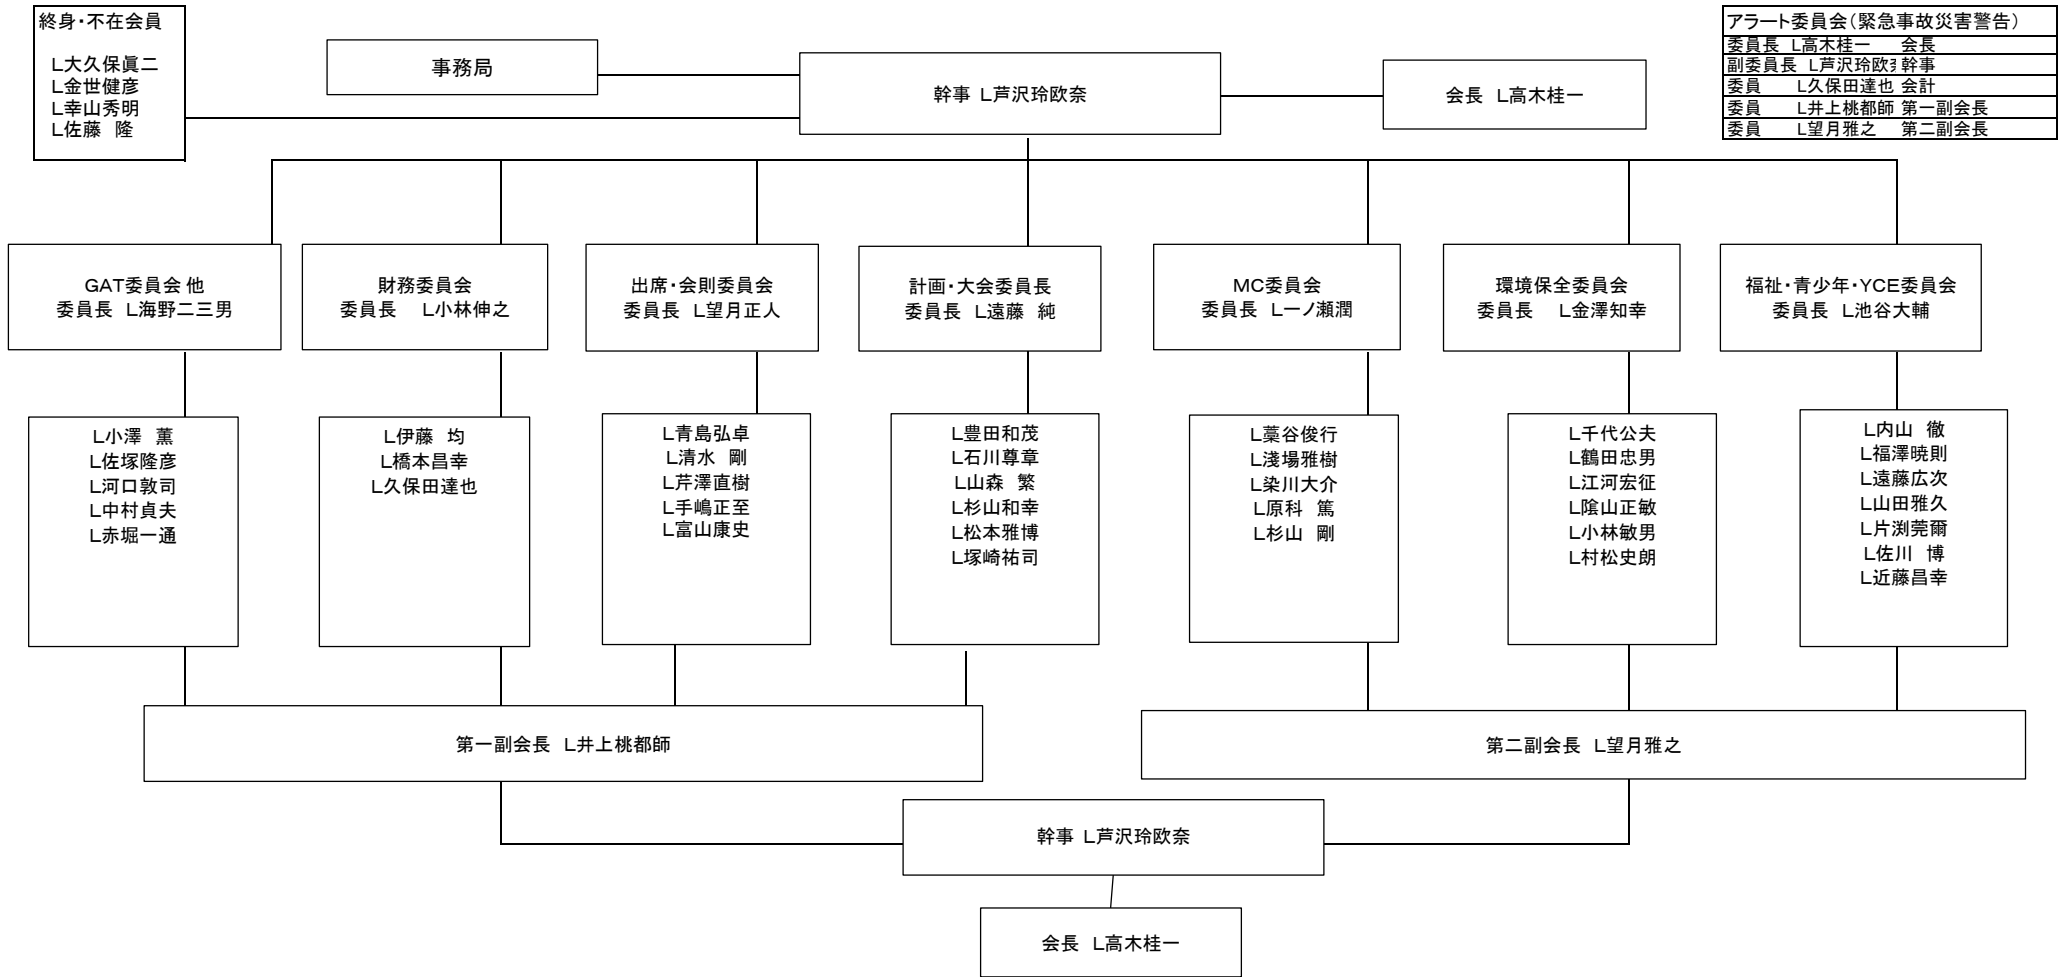 終身・不在会員
L大久保眞二
L金世健彦
L幸山秀明
L佐藤 隆
事務局
幹事 L芦沢玲欧奈
会長 L高木桂一
アラート委員会(緊急事故災害警告)
委員長 L高木桂一 会長
副委員長 L芦沢玲欧 幹事
委員 L久保田達也 会計
委員 L井上桃都師 第一副会長
委員 L望月雅之 第二副会長
GAT委員会 他
委員長 L海野二三男
財務委員会
委員長 L小林伸之
出席・会則委員会
委員長 L望月正人
計画・大会委員長
委員長 L遠藤 純
MC委員会
委員長 L一ノ瀬潤
環境保全委員会
委員長 L金澤知幸
福祉・青少年・YCE委員会
委員長 L池谷大輔
L小澤 薫
L佐塚隆彦
L河口敦司
L中村貞夫
L赤堀一通
L伊藤 均
L橋本昌幸
L久保田達也
L青島弘卓
L清水 剛
L芹澤直樹
L手嶋正至
L富山康史
L豊田和茂
L石川尊章
L山森 繁
L杉山和幸
L松本雅博
L塚崎祐司
L藁谷俊行
L淺場雅樹
L染川大介
L原科 篤
L杉山 剛
L千代公夫
L鶴田忠男
L江河宏征
L陰山正敏
L小林敏男
L村松史朗
L内山 徹
L福澤暁則
L遠藤広次
L山田雅久
L片渕莞爾
L佐川 博
L近藤昌幸
第一副会長 L井上桃都師
第二副会長 L望月雅之
幹事 L芦沢玲欧奈
会長 L高木桂一